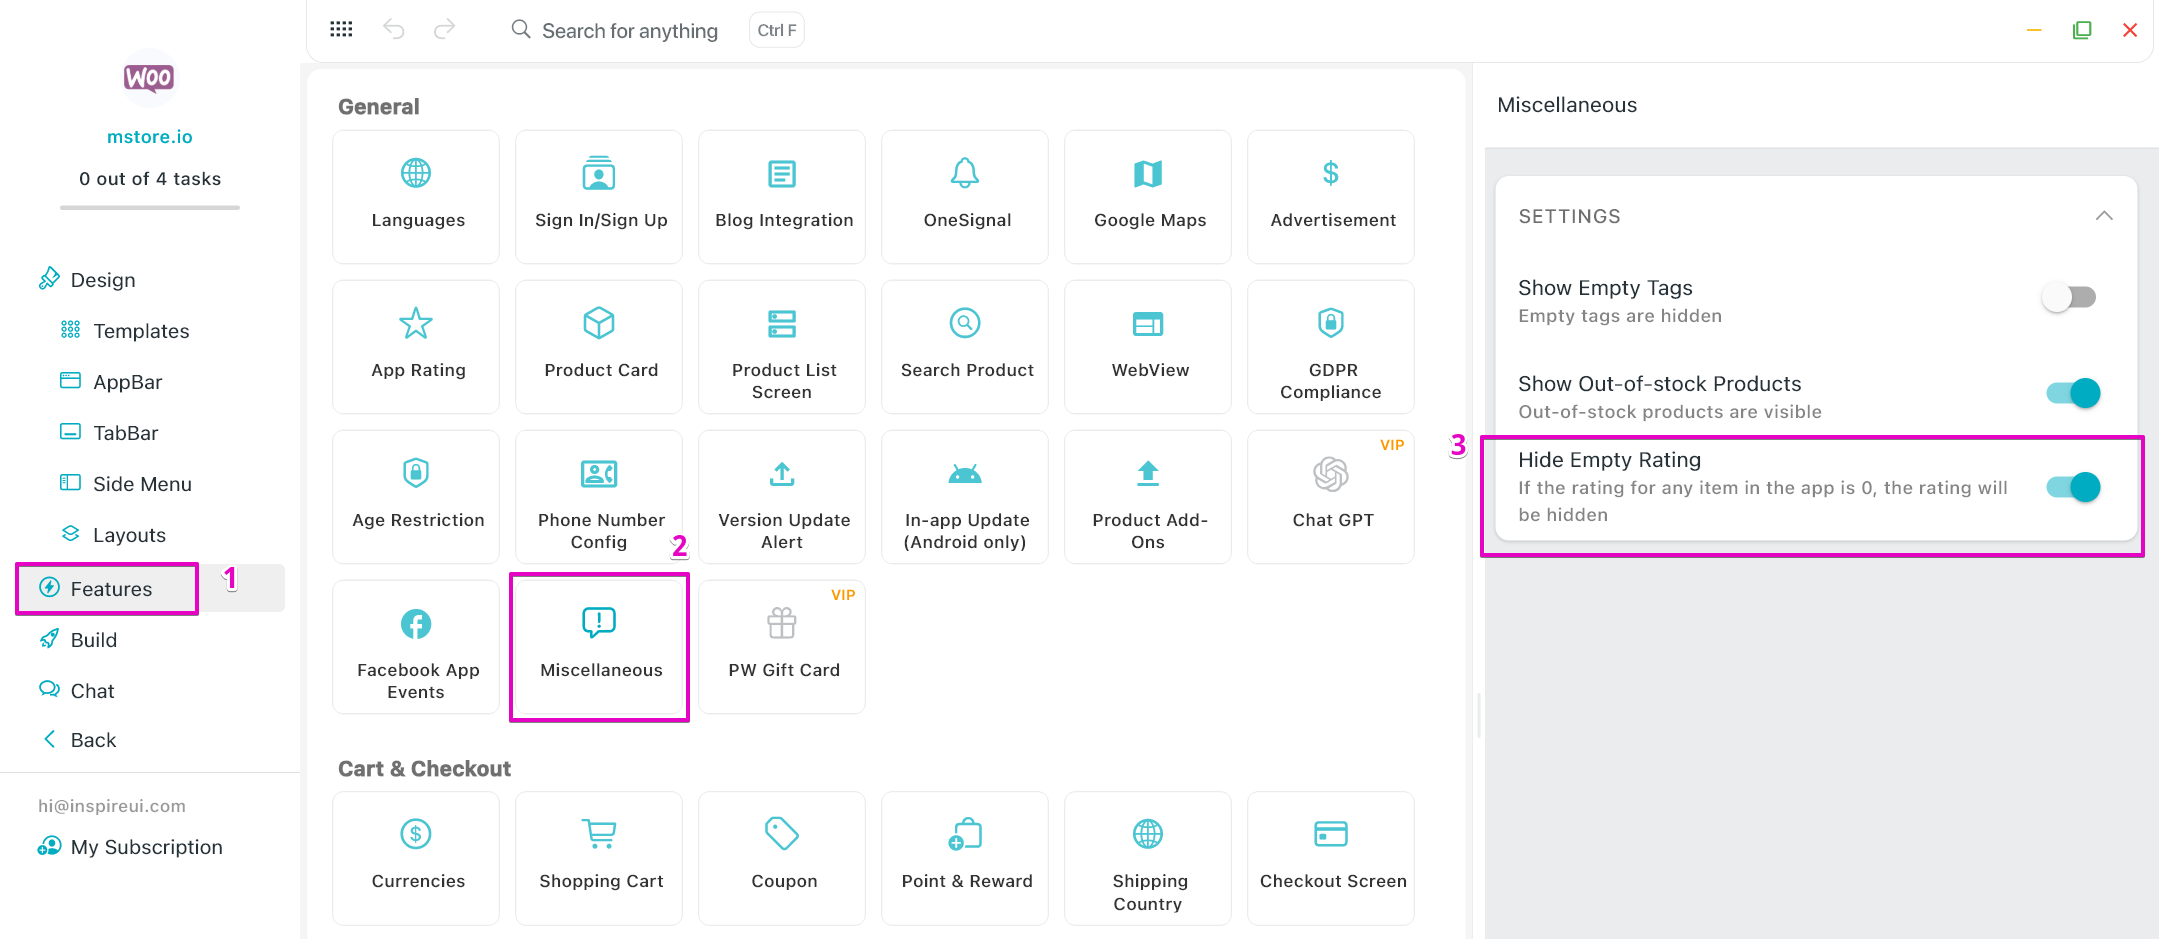 Search for anything
Ctrl F
WOO
mstore.io
0 out of 4 tasks
Design
Templates
AppBar
TabBar
Side Menu
Layouts
Features
1
Build
Chat
Back
hi@inspireui.com
My Subscription
General
Languages
Sign In/Sign Up
Blog Integration
OneSignal
Google Maps
$
Advertisement
App Rating
Product Card
Product List
Screen
Search Product
WebView
GDPR
Compliance
Age Restriction
Phone Number
Config
2
Version Update
Alert
In-app Update
(Android only)
Product Add-
Ons
VIP
Chat GPT
Facebook App
Events
Miscellaneous
VIP
PW Gift Card
Cart & Checkout
$
Currencies
Shopping Cart
Coupon
Point & Reward
Shipping
Country
Checkout Screen
Miscellaneous
SETTINGS
Show Empty Tags
Empty tags are hidden
Show Out-of-stock Products
Out-of-stock products are visible
3
Hide Empty Rating
If the rating for any item in the app is 0, the rating will
be hidden